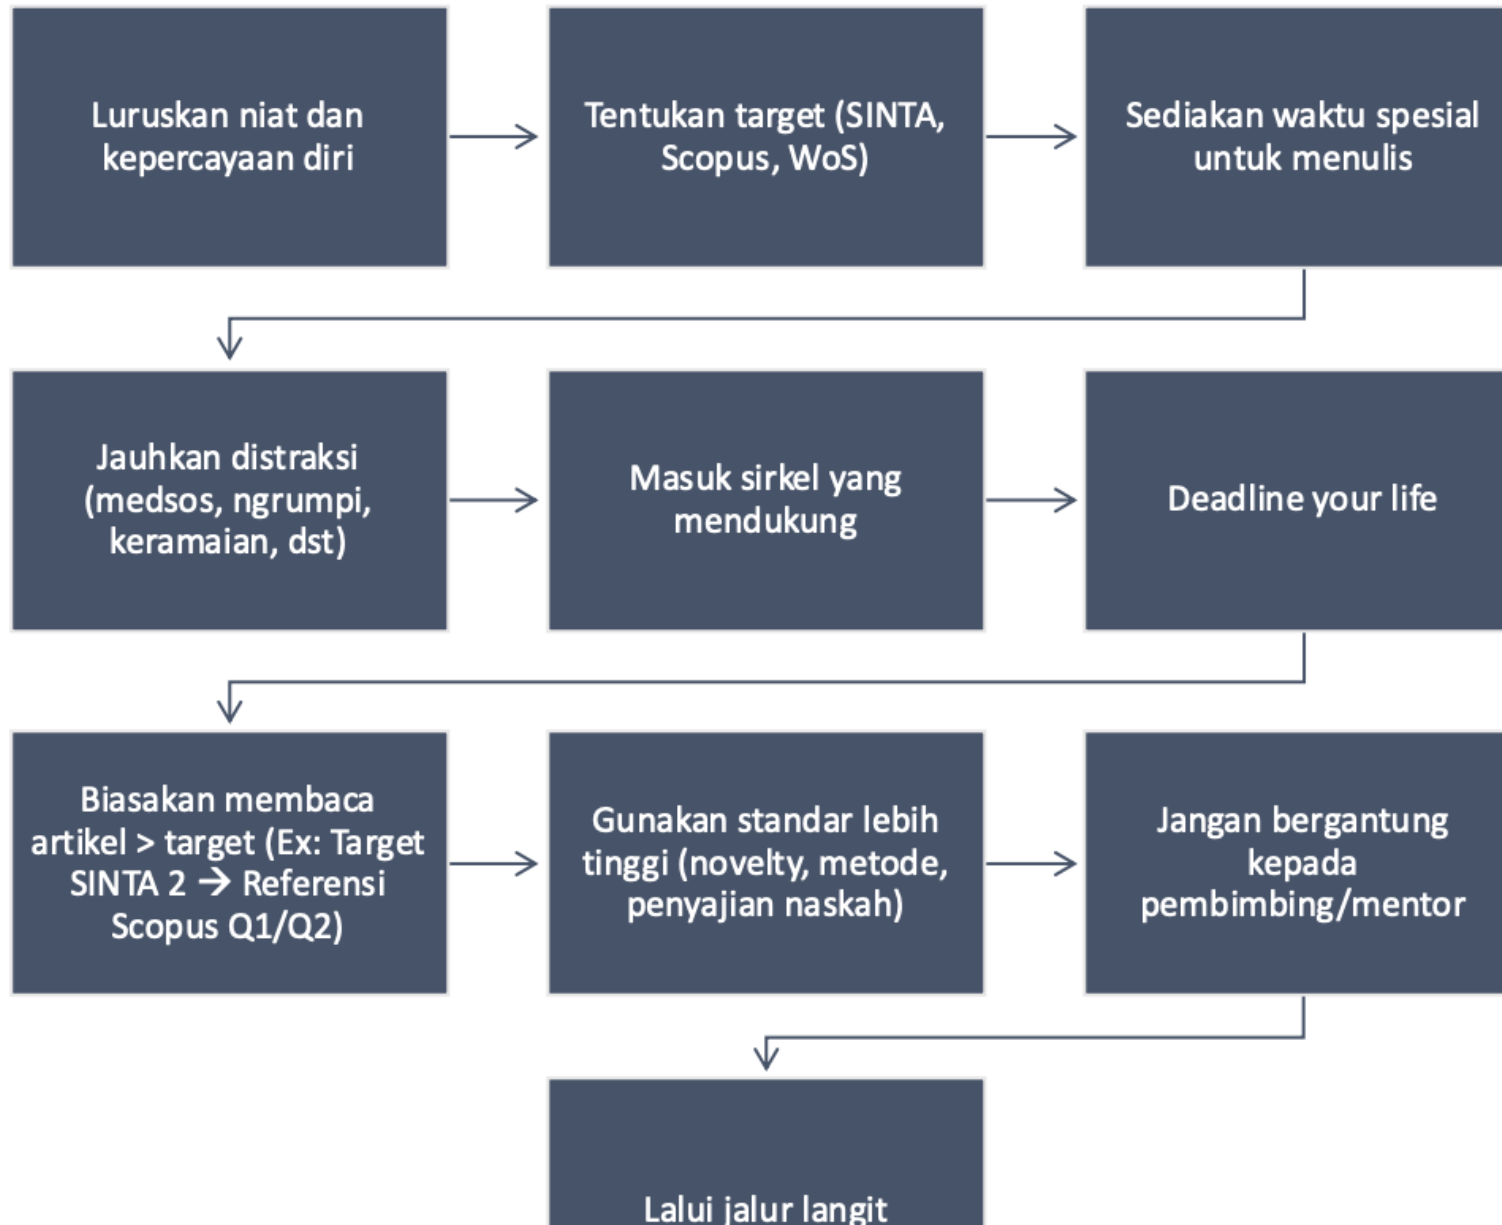 Luruskan niat dan
kepercayaan diri
Tentukan target (SINTA,
Scopus, WoS)
Sediakan waktu spesial
untuk menulis
Jauhkan distraksi
(medsos, ngrumpi,
keramaian, dst)
Masuk sirkel yang
mendukung
Deadline your life
Biasakan membaca
artikel > target (Ex: Target
SINTA 2 → Referensi
Scopus Q1/Q2)
Gunakan standar lebih
tinggi (novelty, metode,
penyajian naskah)
Jangan bergantung
kepada
pembimbing/mentor
Lalui jalur langit